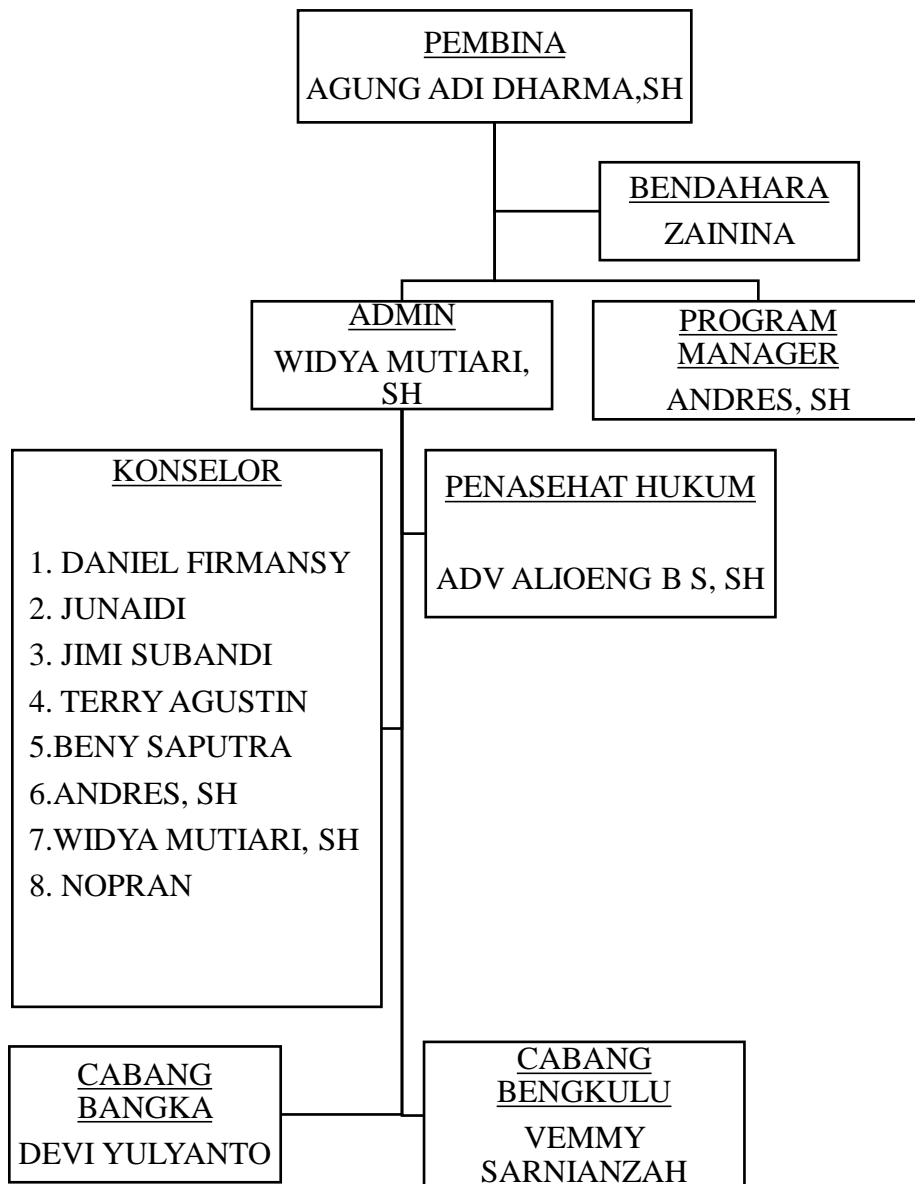 PEMBINA
AGUNG ADI DHARMA,SH
BENDAHARA
ZAININA
ADMIN
WIDYA MUTIARI,
SH
PROGRAM
MANAGER
ANDRES, SH
KONSELOR
1. DANIEL FIRMANSY
2. JUNAIDI
3. JIMI SUBANDI
4. TERRY AGUSTIN
5.BENY SAPUTRA
6.ANDRES, SH
7.WIDYA MUTIARI, SH
8. NOPRAN
PENASEHAT HUKUM
ADV ALIOENG B S, SH
CABANG
BANGKA
DEVI YULYANTO
CABANG
BENGKULU
VEMMY
SARNIANZAH